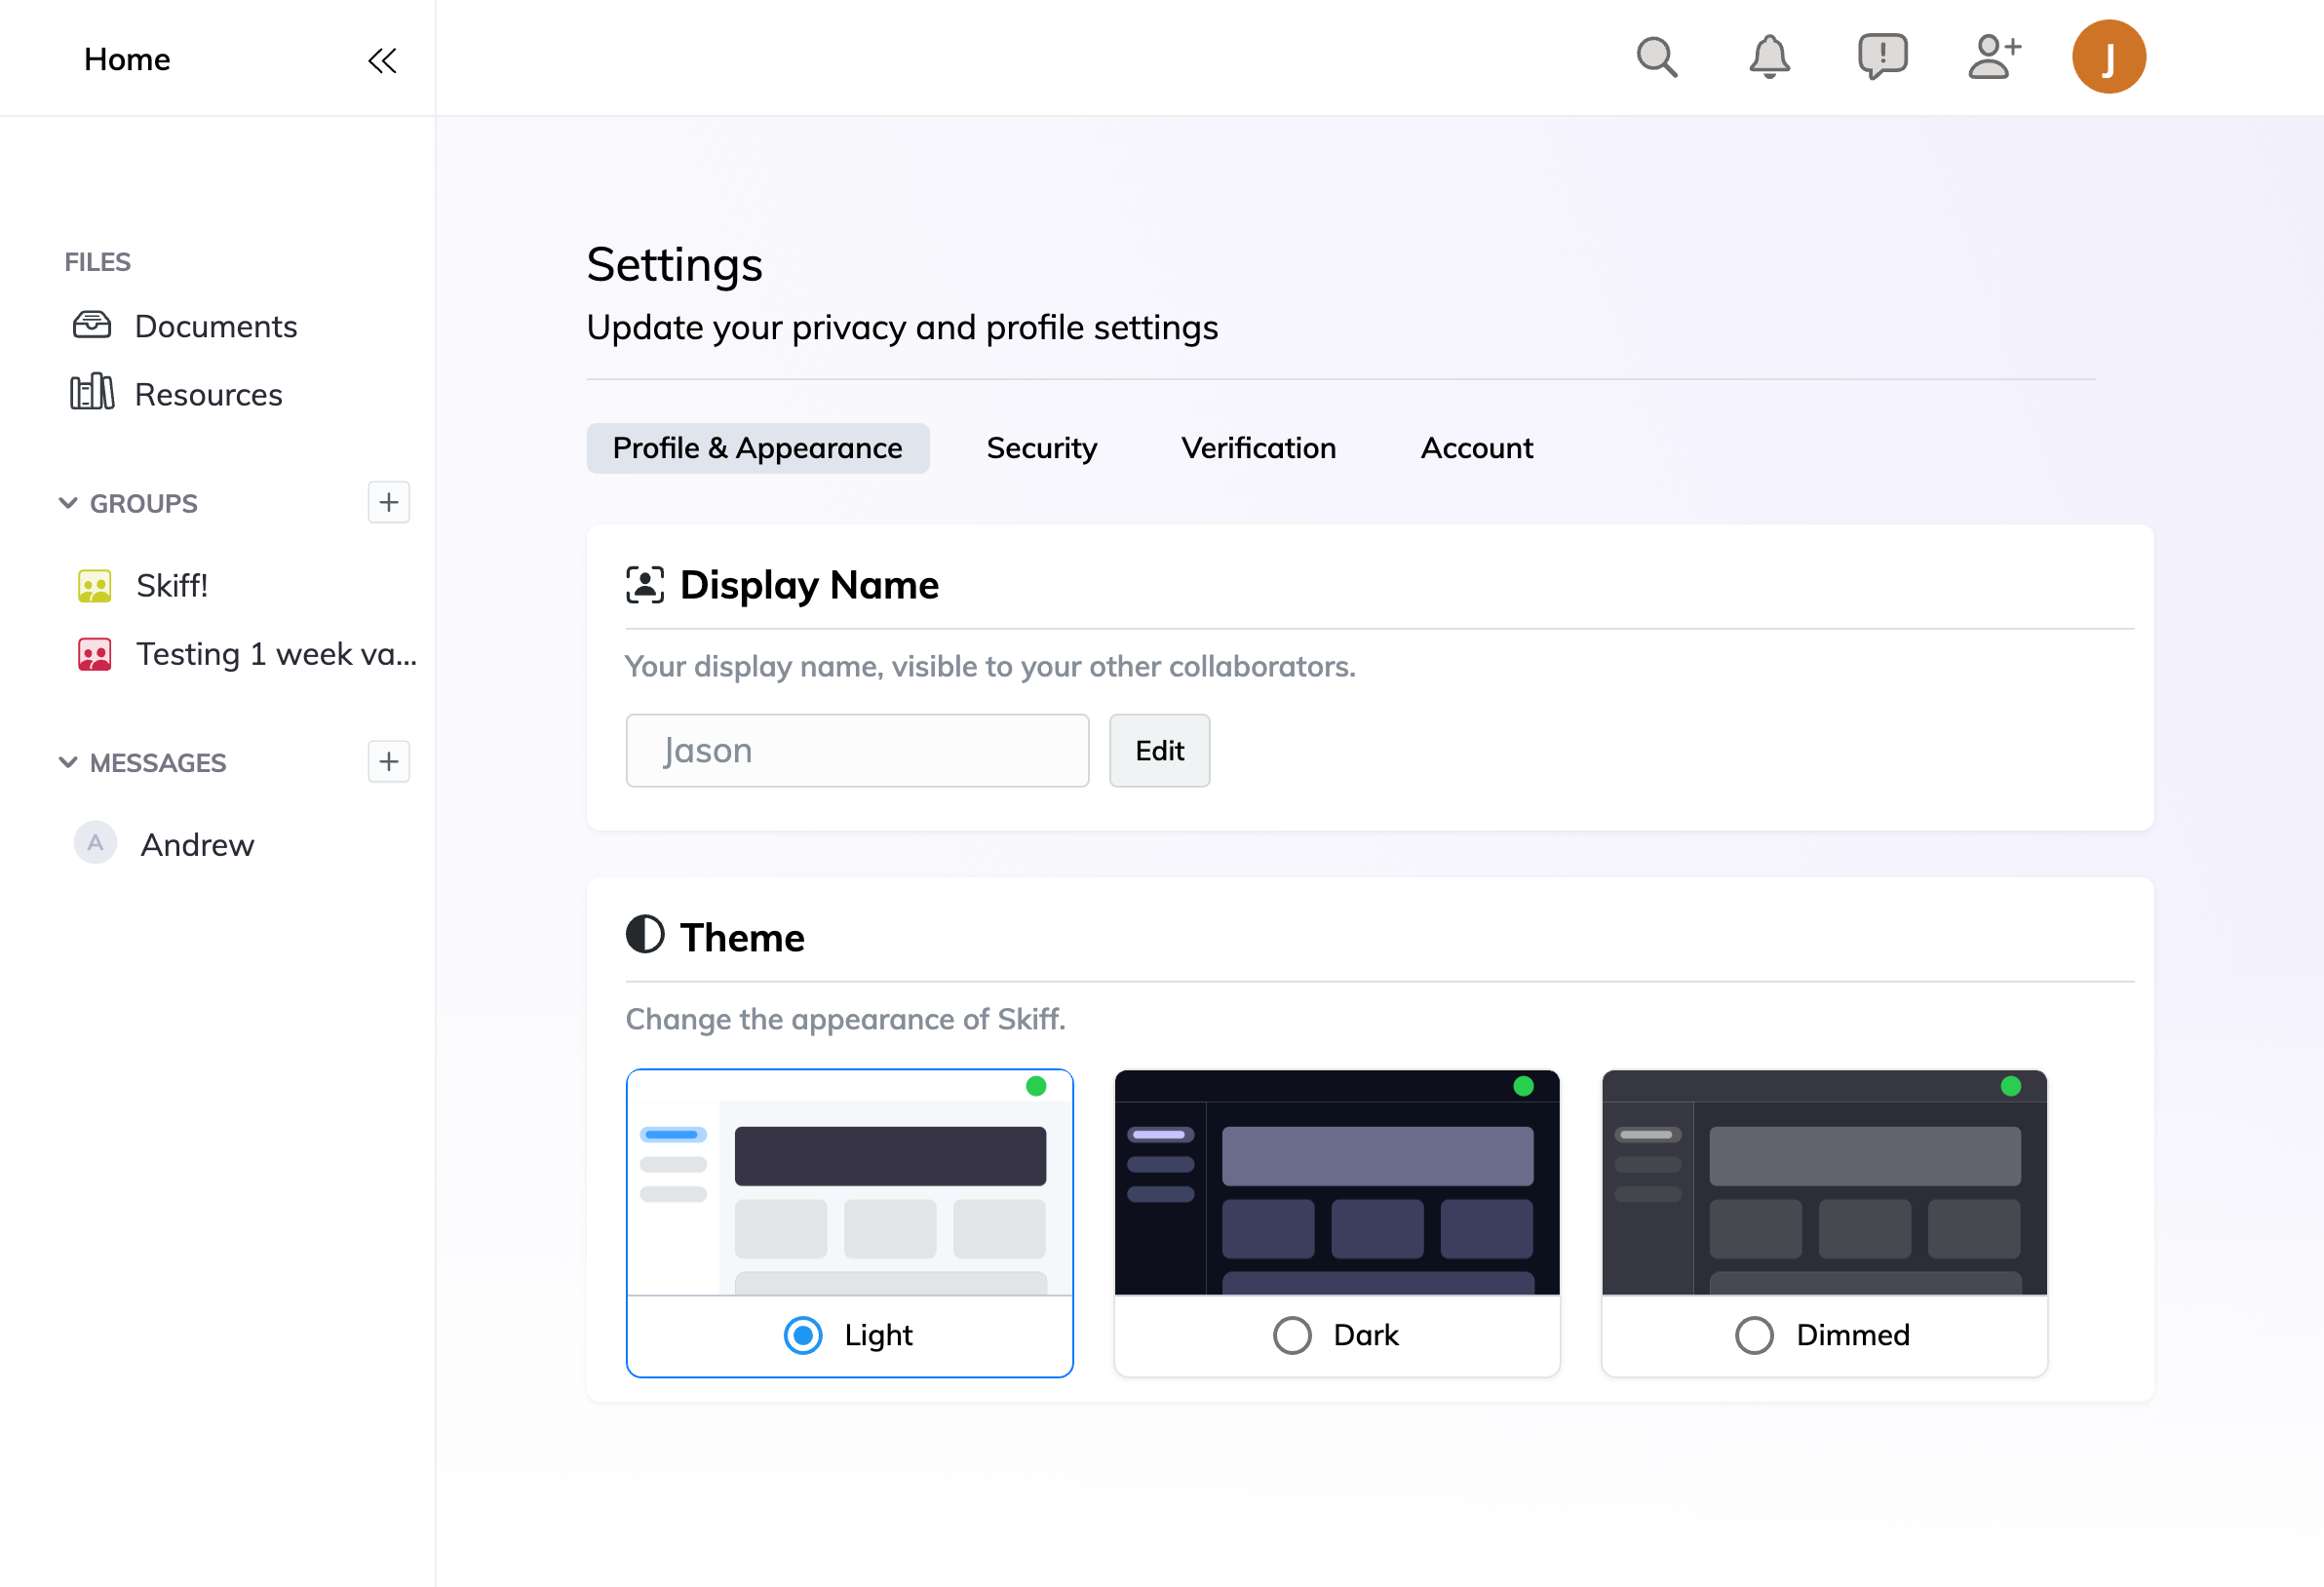 Home
J
FILES
Documents
Resources
GROUPS
Skiff!
Testing 1 week va...
MESSAGES
A
Andrew
Settings
Update your privacy and profile settings
Profile & Appearance
Security
Verification
Account
Display Name
Your display name, visible to your other collaborators.
Jason
Edit
Theme
Change the appearance of Skiff.
Light
Dark
Dimmed